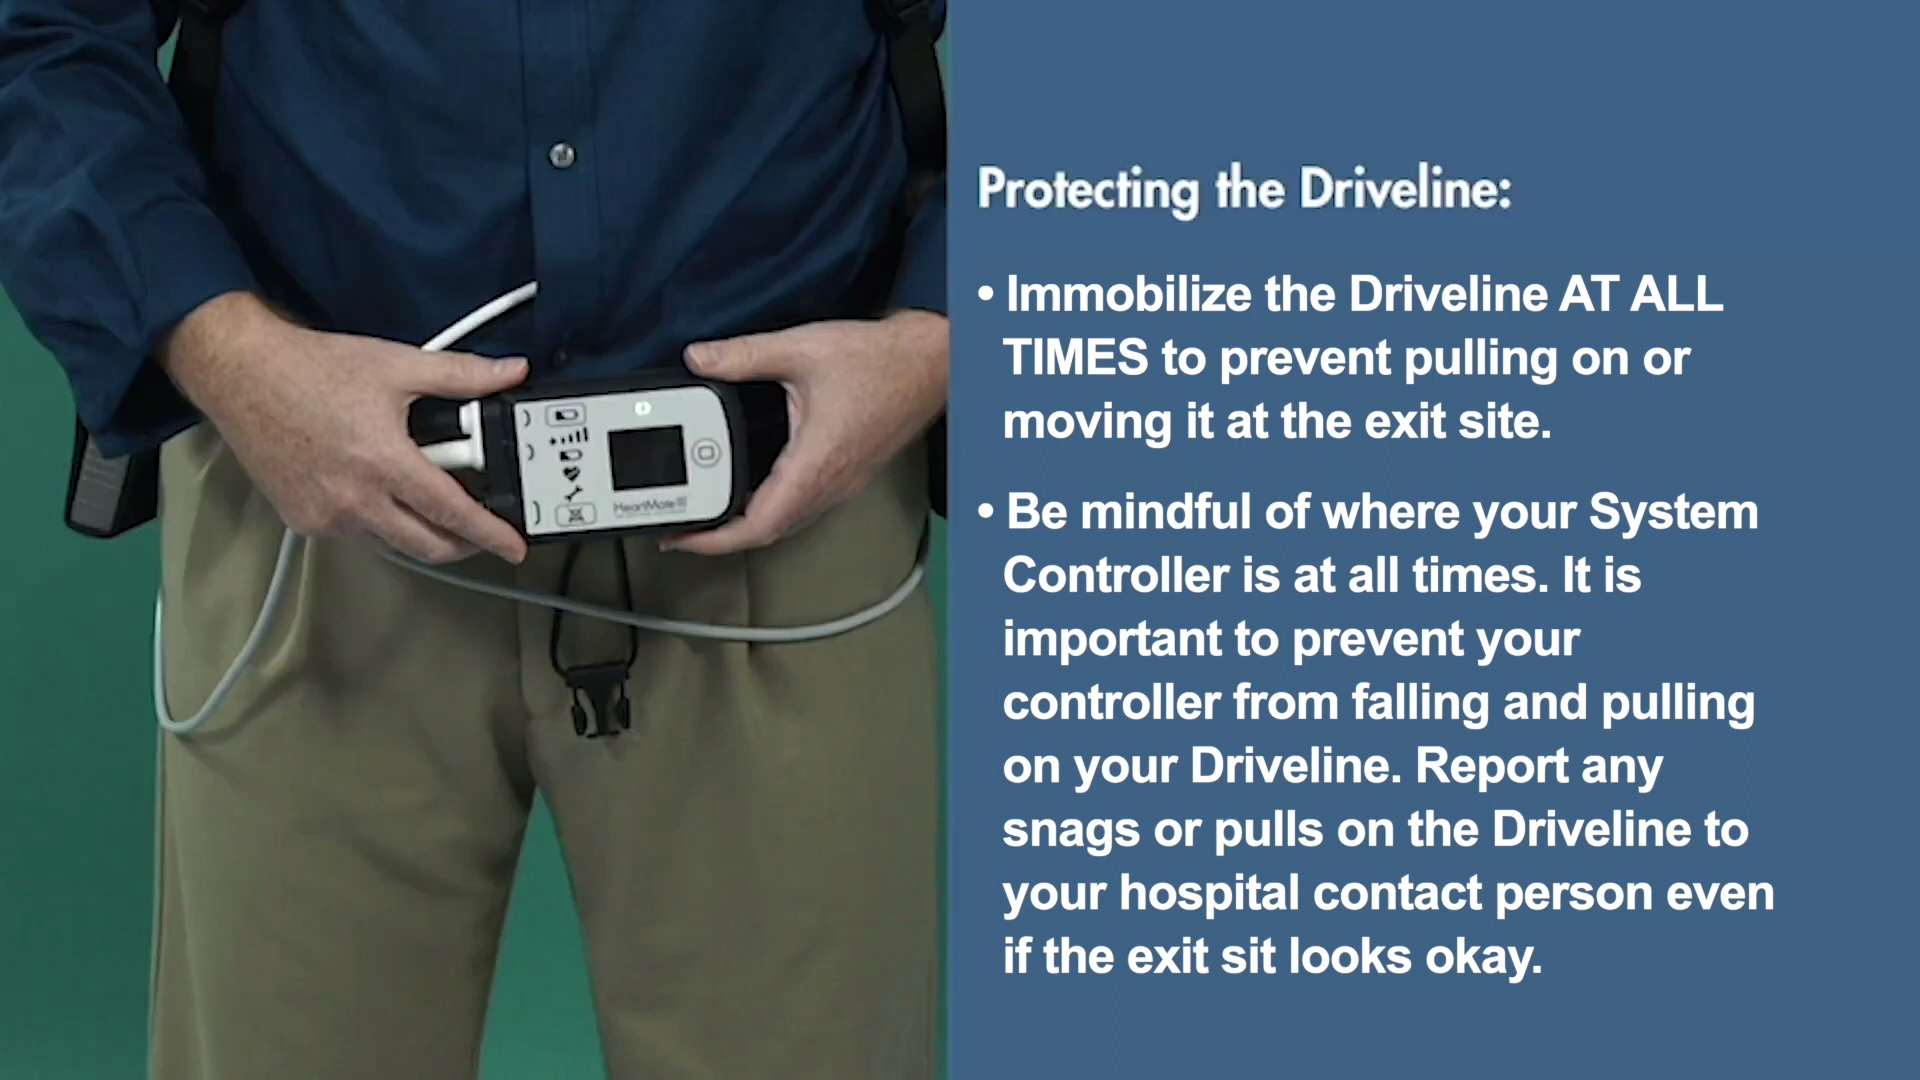 Protecting the Driveline:
• Immobilize the Driveline AT ALL
TIMES to prevent pulling on or
moving it at the exit site.
• Be mindful of where your System
Controller is at all times. It is
important to prevent your
controller from falling and pulling
on your Driveline. Report any
snags or pulls on the Driveline to
your hospital contact person even
if the exit sit looks okay.
HeartMate